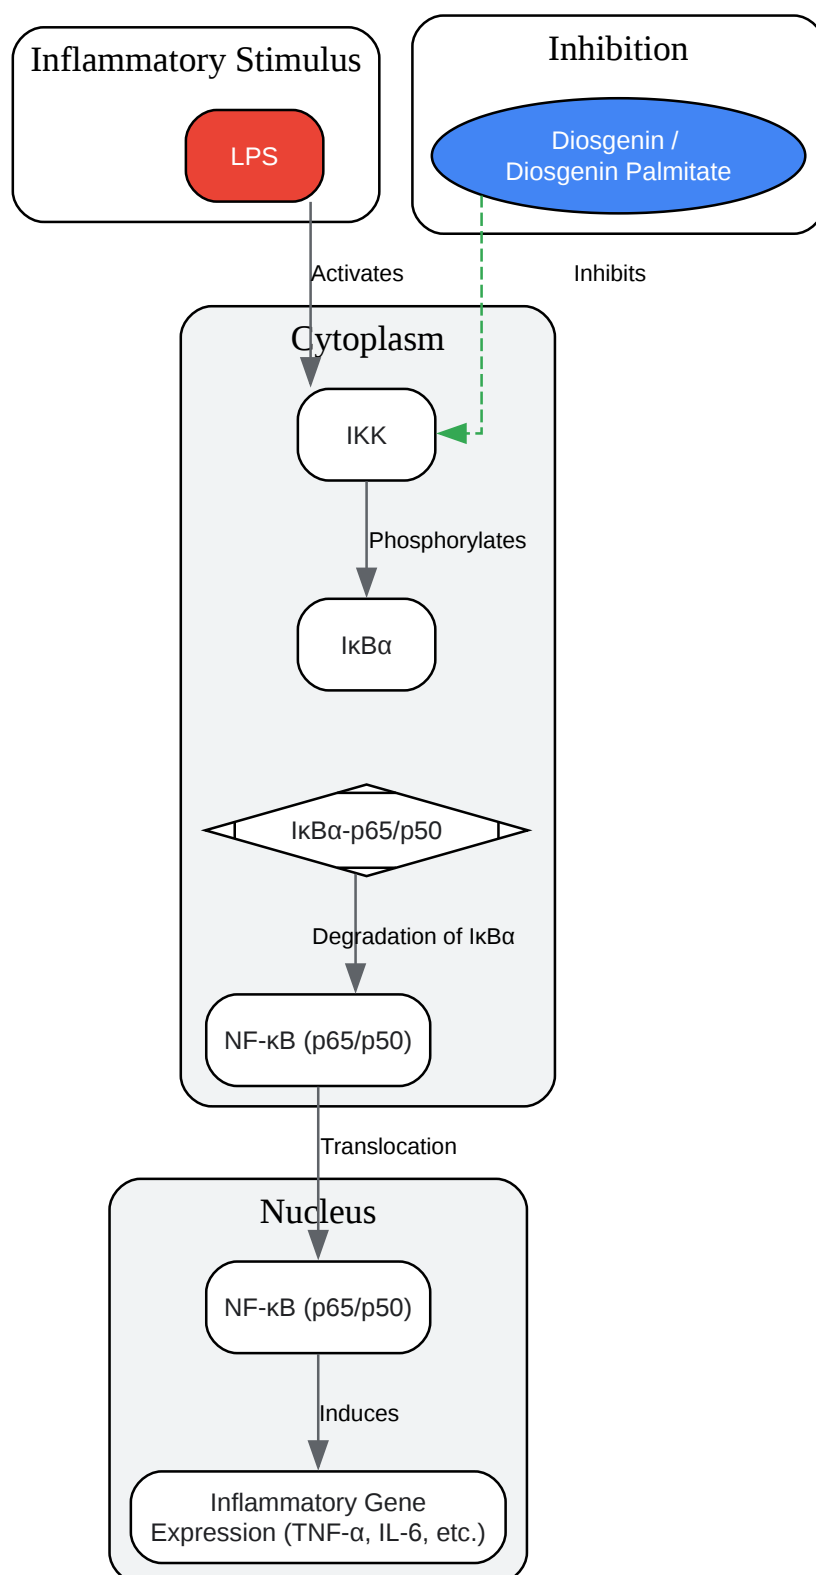 Inflammatory Stimulus
LPS
Inhibition
Diosgenin /
Diosgenin Palmitate
Activates
Inhibits
Cytoplasm
IKK
Phosphorylates
IκBα
IκBα-p65/p50
Degradation of IκBα
NF-κB (p65/p50)
Translocation
Nucleus
NF-κB (p65/p50)
Induces
Inflammatory Gene
Expression (TNF-α, IL-6, etc.)